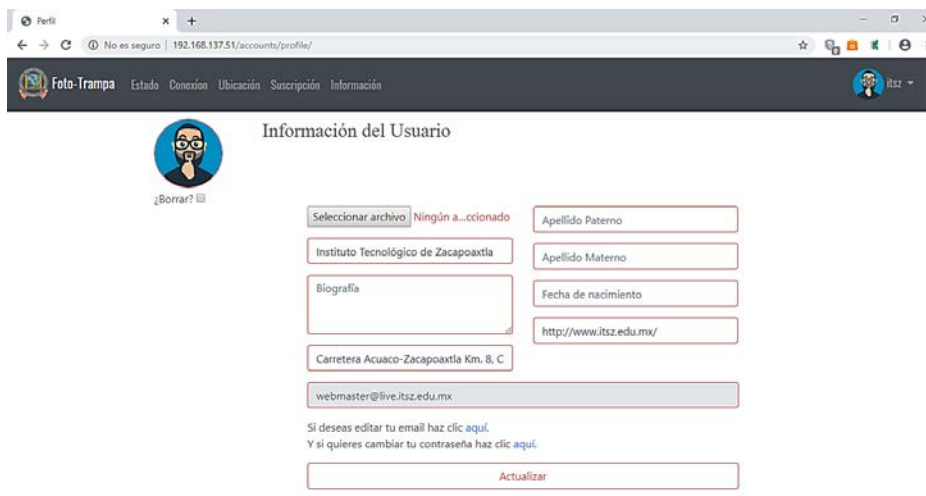 Perfil
No es seguro | 192.168.137.51/accounts/profile/
Foto-Trampa Estado Conexíon Ubicación Suscripción Información itsz
Información del Usuario
¿Borrar?
Seleccionar archivo Ningún a...ccionado
Apellido Paterno
Instituto Tecnológico de Zacapoaxtla
Apellido Materno
Biografía
Fecha de nacimiento
http://www.itsz.edu.mx/
Carretera Acuaco-Zacapoaxtla Km. 8, C
webmaster@live.itsz.edu.mx
Si deseas editar tu email haz clic aquí.
Y si quieres cambiar tu contraseña haz clic aquí.
Actualizar